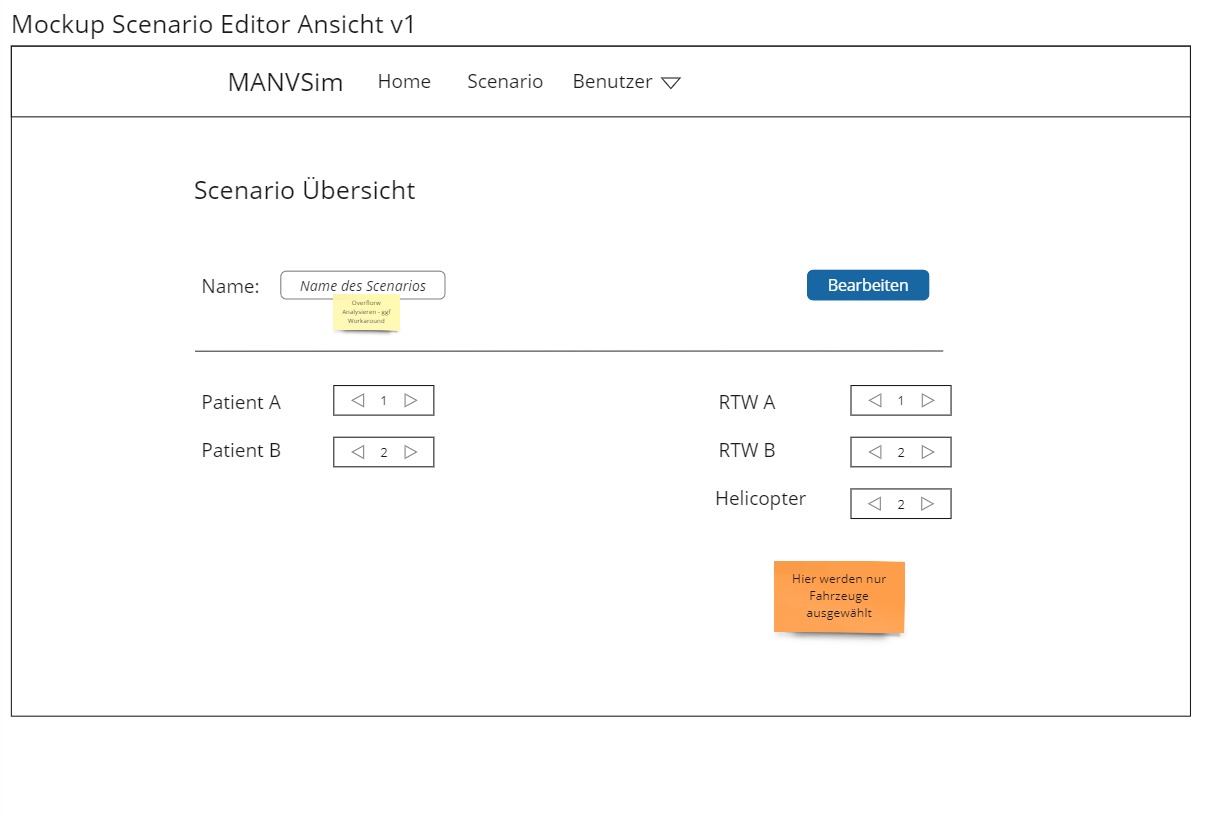 Mockup Scenario Editor Ansicht v1
MANVSim Home Scenario Benutzer
Scenario Übersicht
Name: Name des Scenarios Bearbeiten
Overflorw
Analysieren - ggf
Workaround
Patient A 1 RTW A 1
Patient B 2 RTW B 2
Helicopter 2
Hier werden nur
Fahrzeuge
ausgewählt